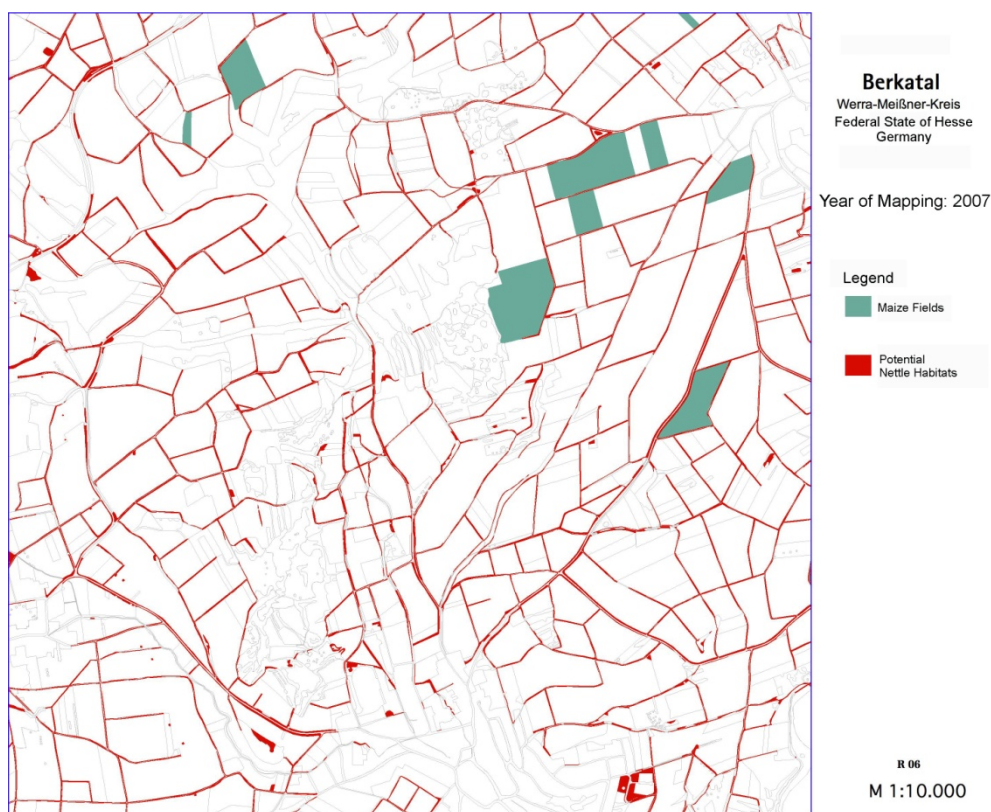 Berkatal
Werra-Meißner-Kreis
Federal State of Hesse
Germany
Year of Mapping: 2007
Legend
Maize Fields
Potential
Nettle Habitats
R 06
M 1:10.000